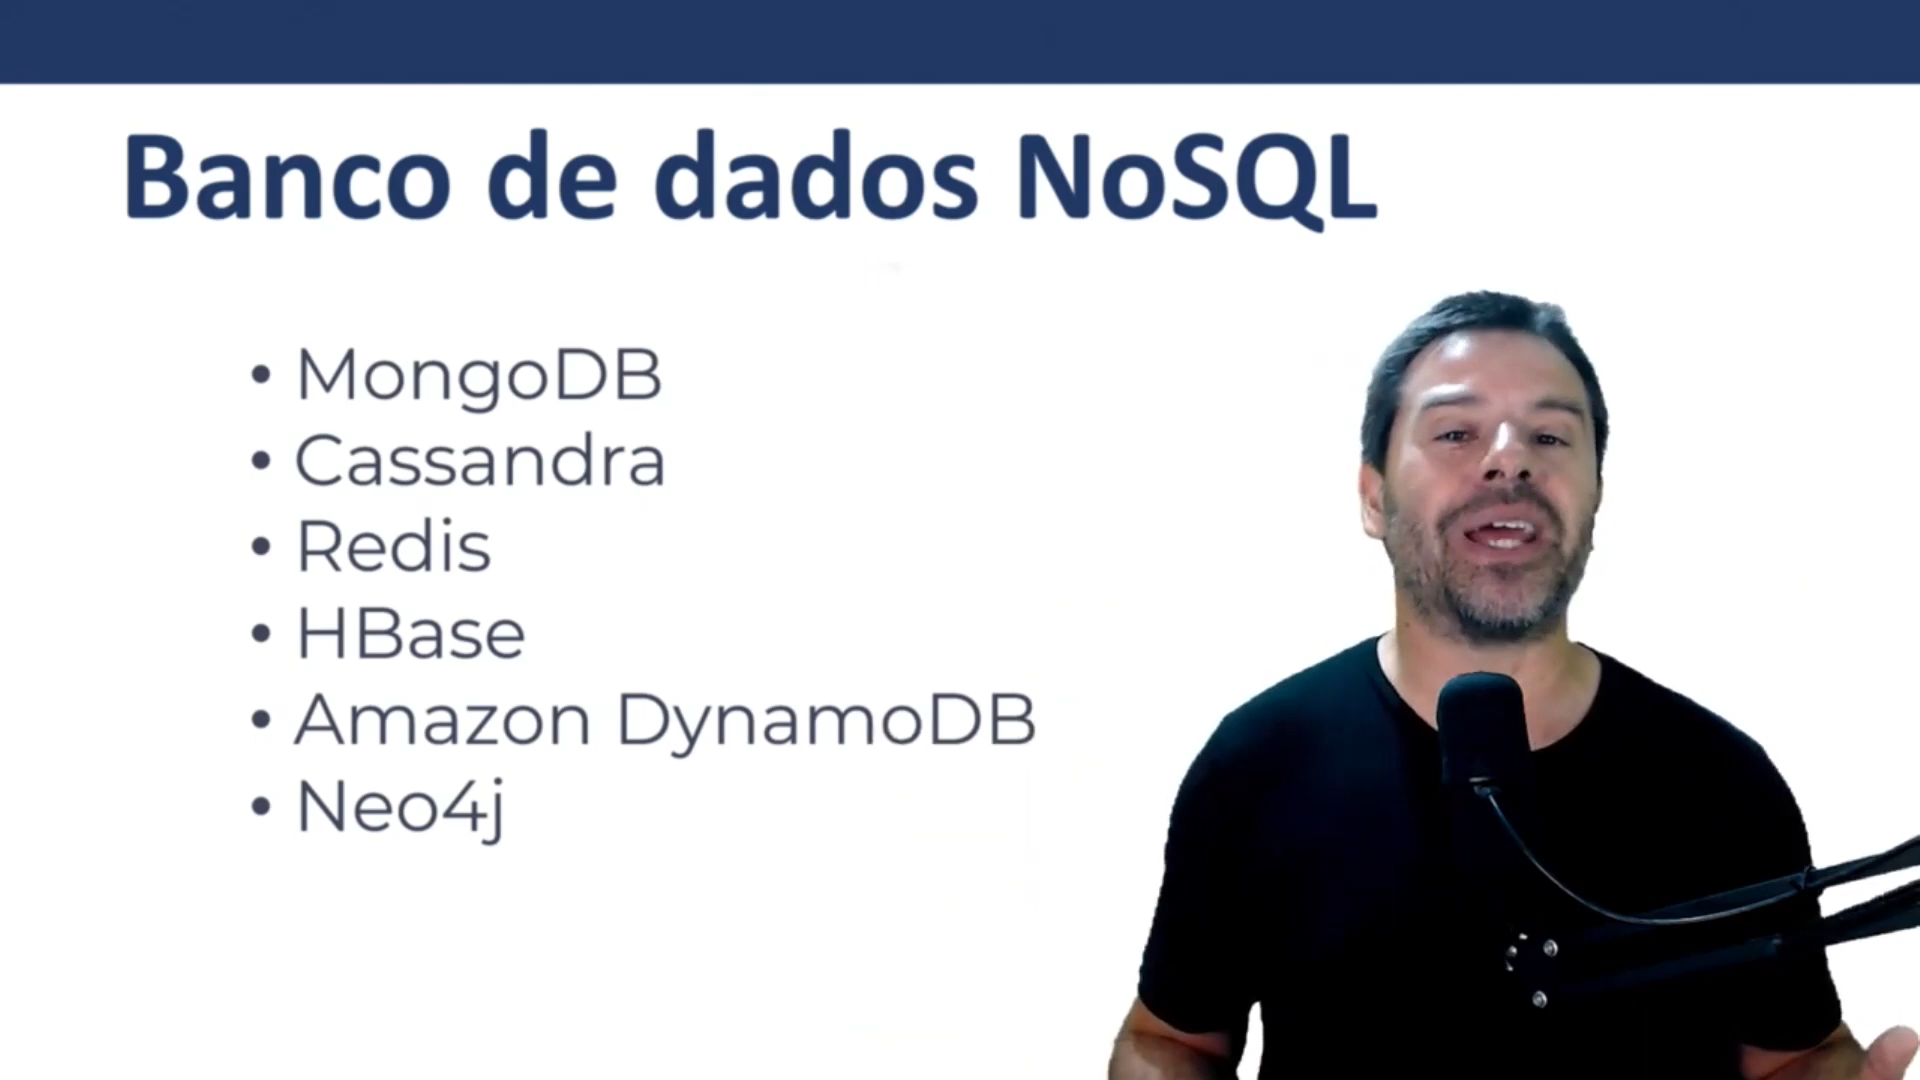 Banco de dados NoSQL
• MongoDB
• Cassandra
• Redis
• HBase
• Amazon DynamoDB
• Neo4j